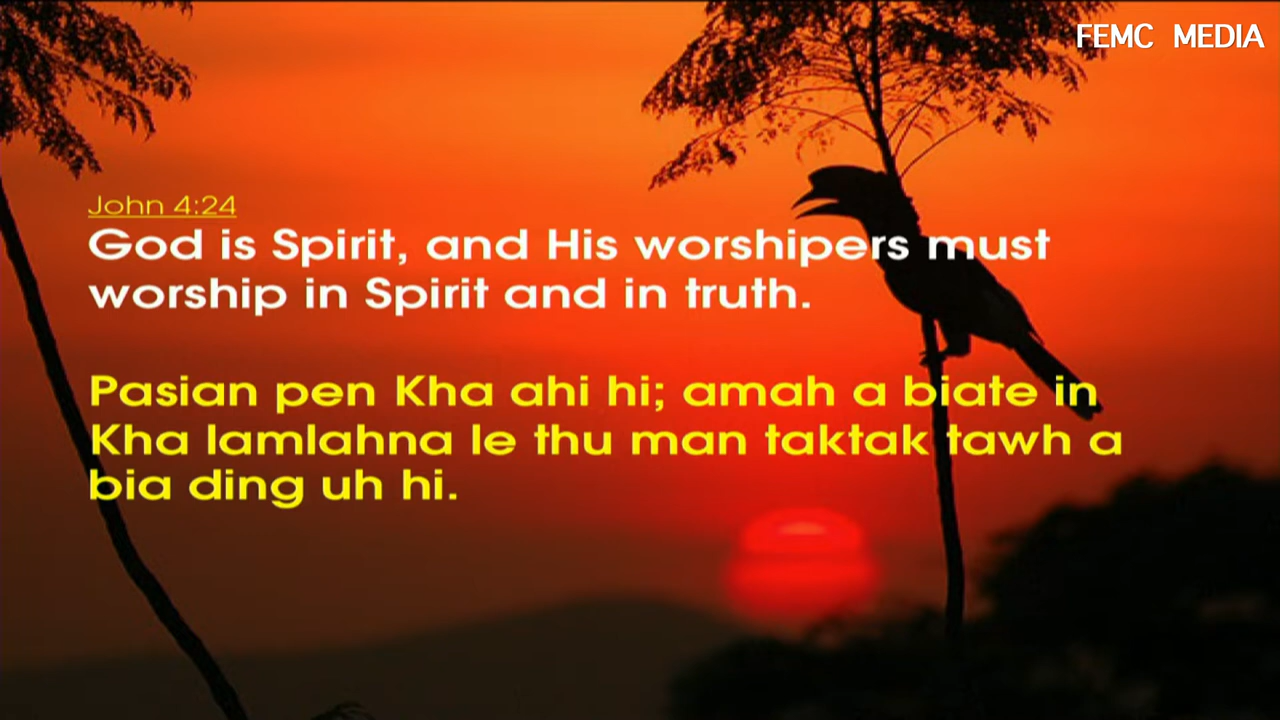 FEMC MEDIA
John 4:24
God is Spirit, and His worshipers must
worship in Spirit and in truth.
Pasian pen Kha ahi hi; amah a biate in
Kha lamlahna le thu man taktak tawh a
bia ding uh hi.